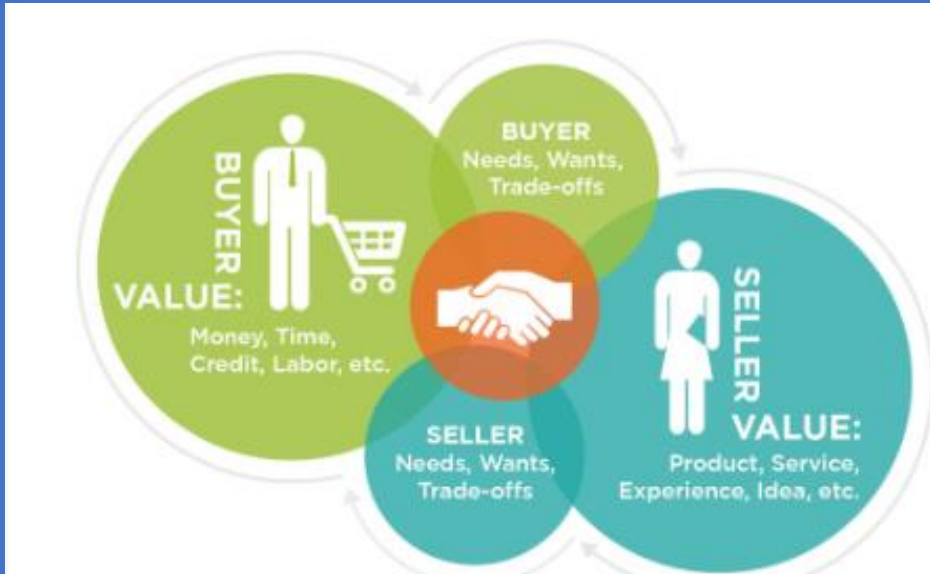 BUYER
VALUE:
Money, Time,
Credit, Labor, etc.
BUYER
Needs, Wants,
Trade-offs
SELLER
Needs, Wants,
Trade-offs
SELLER
VALUE:
Product, Service,
Experience, Idea, etc.